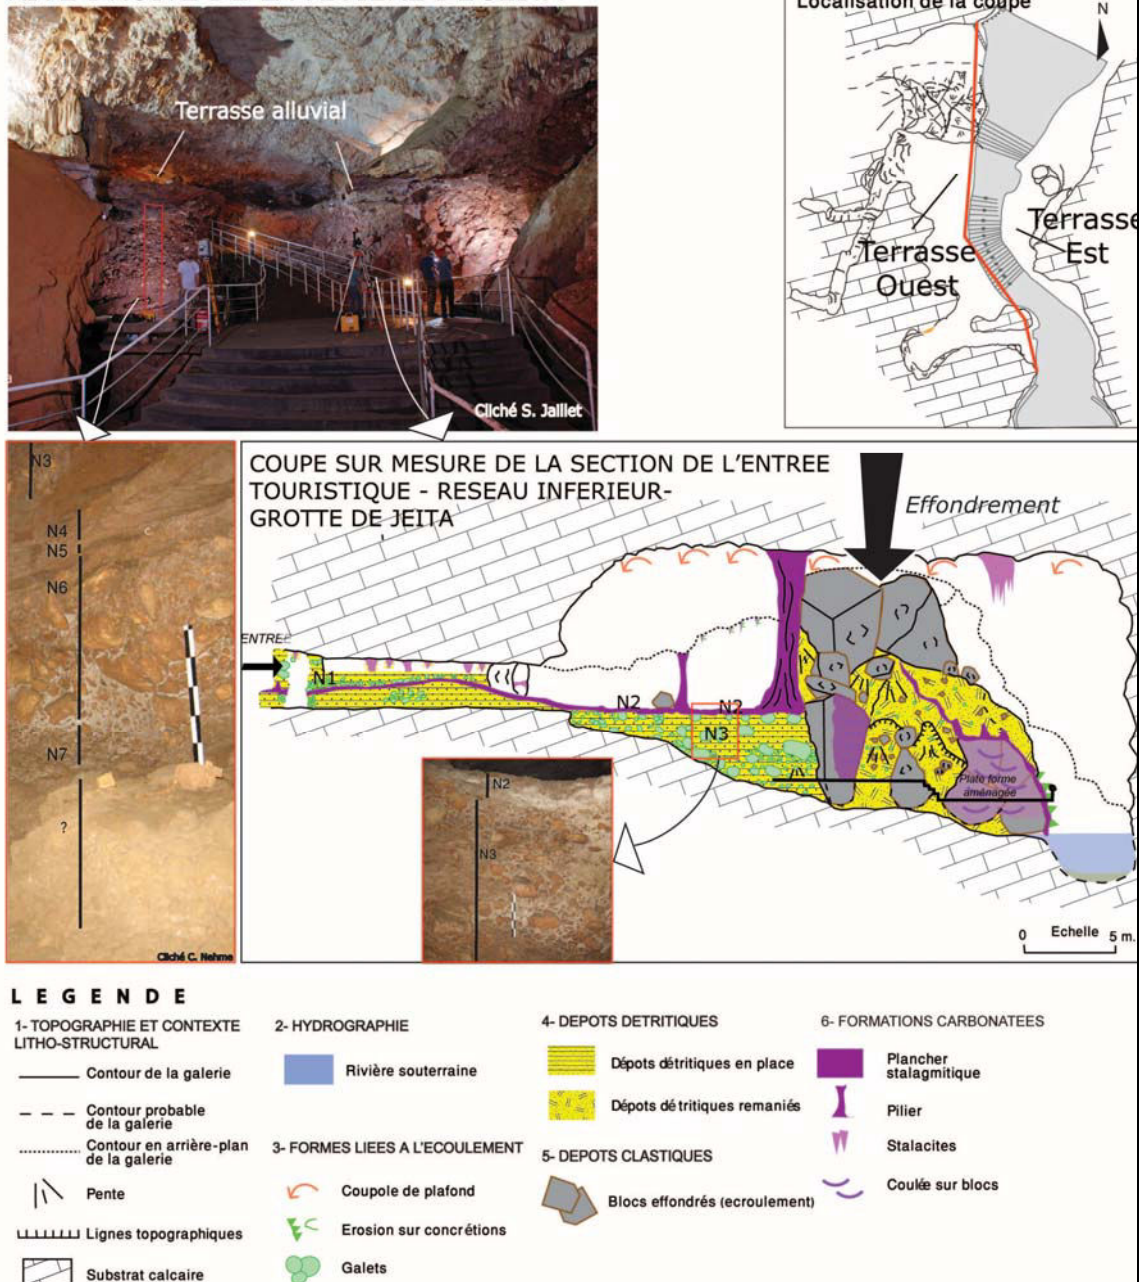 Terrasse alluvial
Cliché S. Jaillet
Localisation de la coupe
N
Terrasse
Ouest
Terrasse
Est
N3
N4
N5
N6
N7
?
Cliché C. Nehme
COUPE SUR MESURE DE LA SECTION DE L'ENTREE
TOURISTIQUE - RESEAU INFERIEUR-
GROTTE DE JEITA
Effondrement
ENTREE
N1
N2
N2
N3
Plate forme
aménagée
N2
N3
0 Echelle 5 m.
LEGENDE
1- TOPOGRAPHIE ET CONTEXTE
LITHO-STRUCTURAL
Contour de la galerie
Contour probable
de la galerie
Contour en arrière-plan
de la galerie
Pente
Lignes topographiques
Substrat calcaire
2- HYDROGRAPHIE
Rivière souterraine
3- FORMES LIEES A L'ECOULEMENT
Coupole de plafond
Erosion sur concrétions
Galets
4- DEPOTS DETRITIQUES
Dépots détritiques en place
Dépots dé tritiques remaniés
5- DEPOTS CLASTIQUES
Blocs effondrés (ecroulement)
6- FORMATIONS CARBONATEES
Plancher
stalagmitique
Pilier
Stalacites
Coulée sur blocs